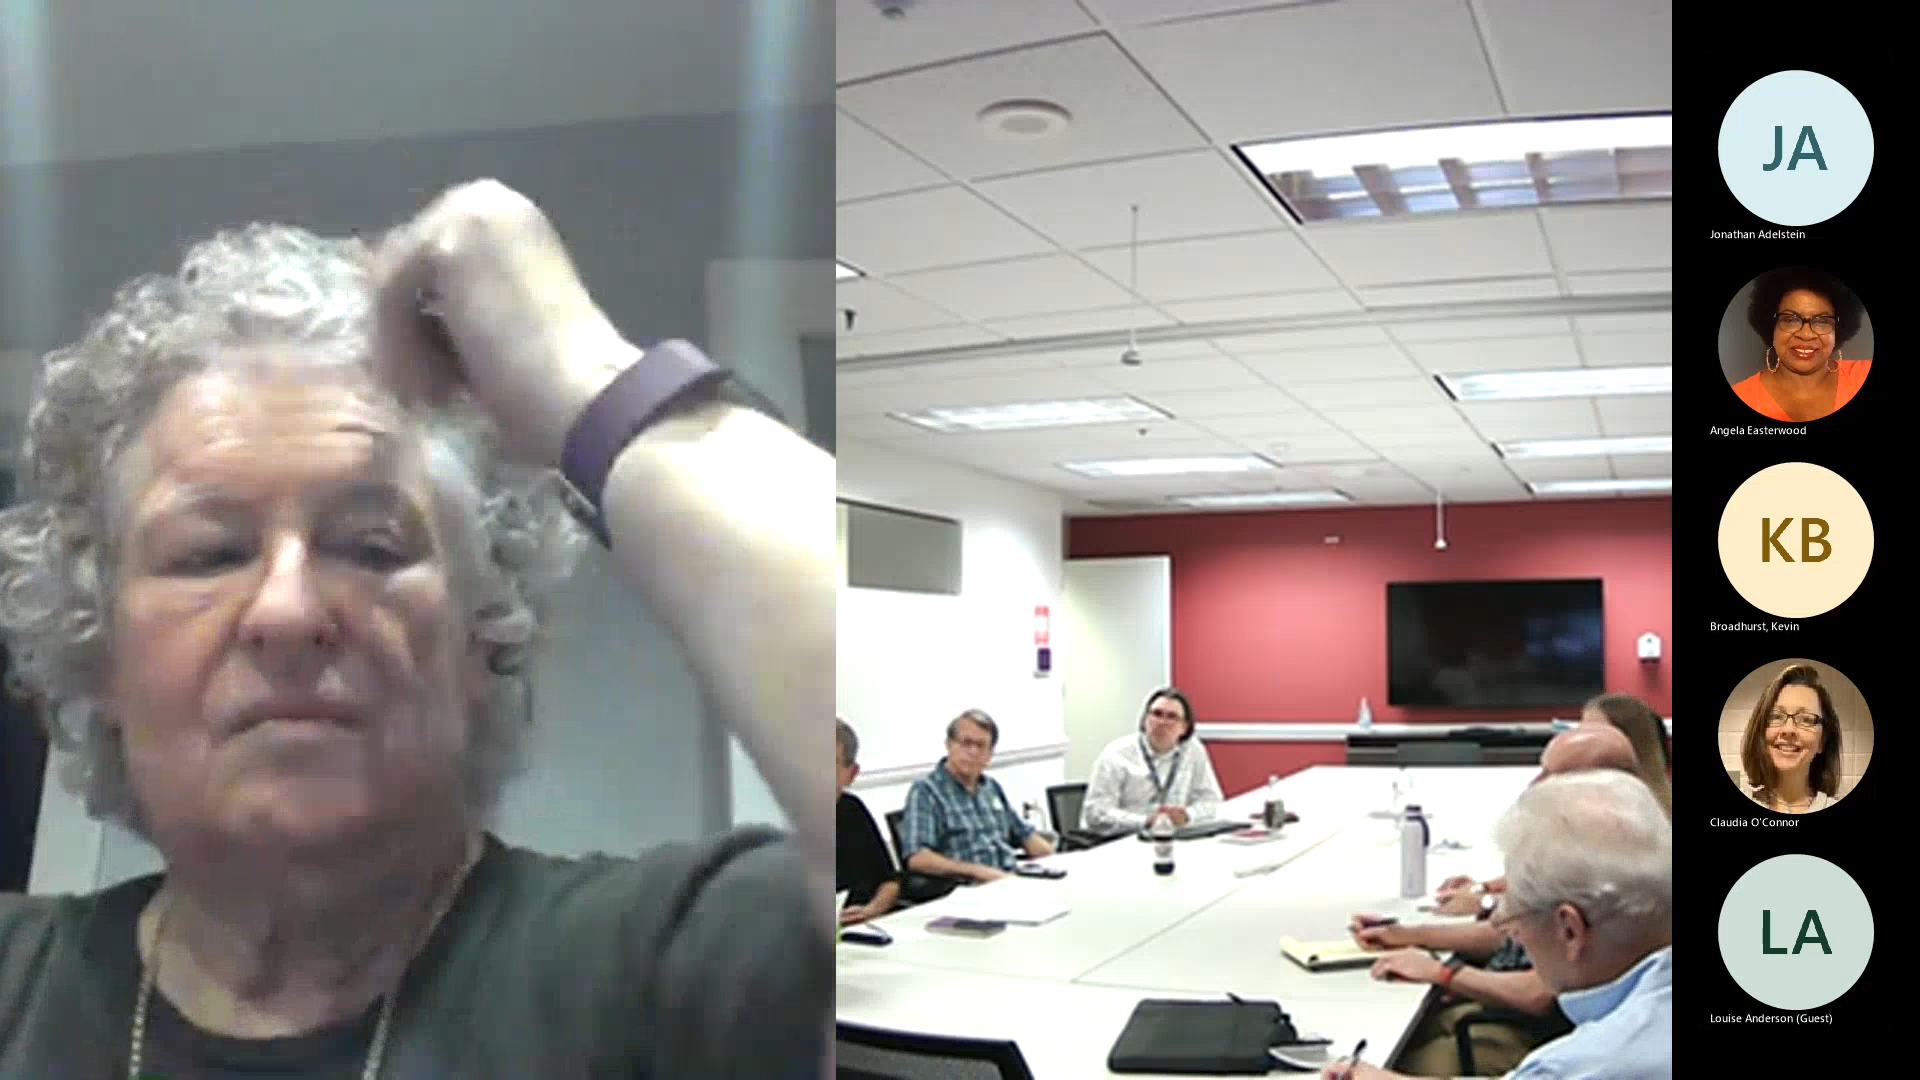 JA
Jonathan Adelstein
Angela Easterwood
KB
Broadhurst, Kevin
Claudia O'Connor
LA
Louise Anderson (Guest)